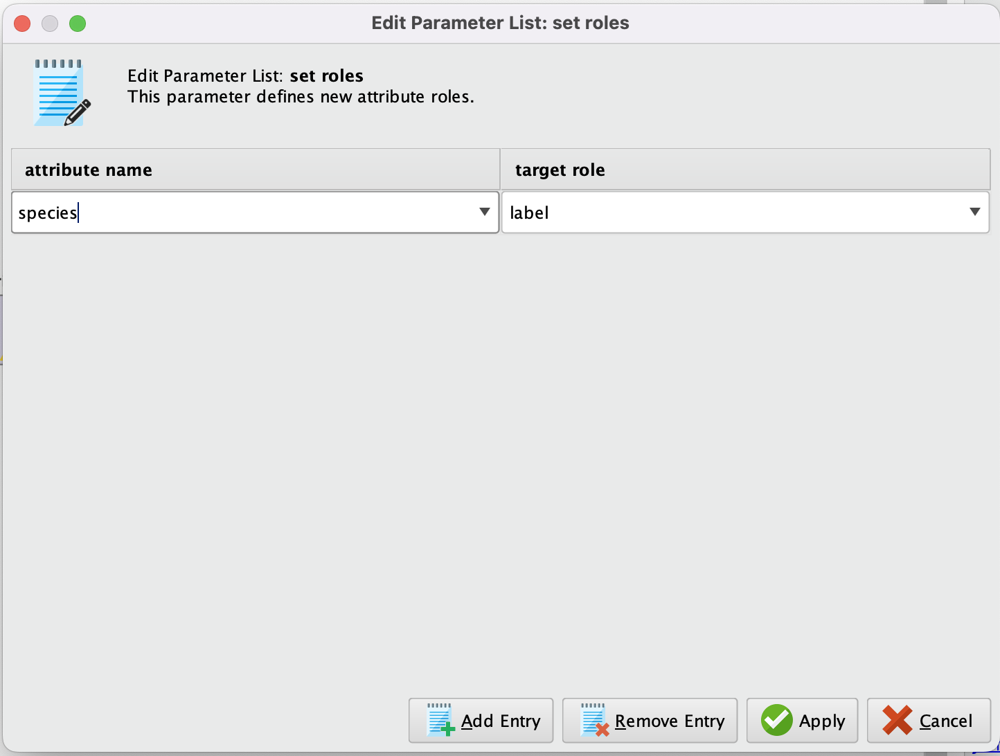 Edit Parameter List: set roles
Edit Parameter List: set roles
This parameter defines new attribute roles.
attribute name target role
species label
Add Entry Remove Entry Apply Cancel